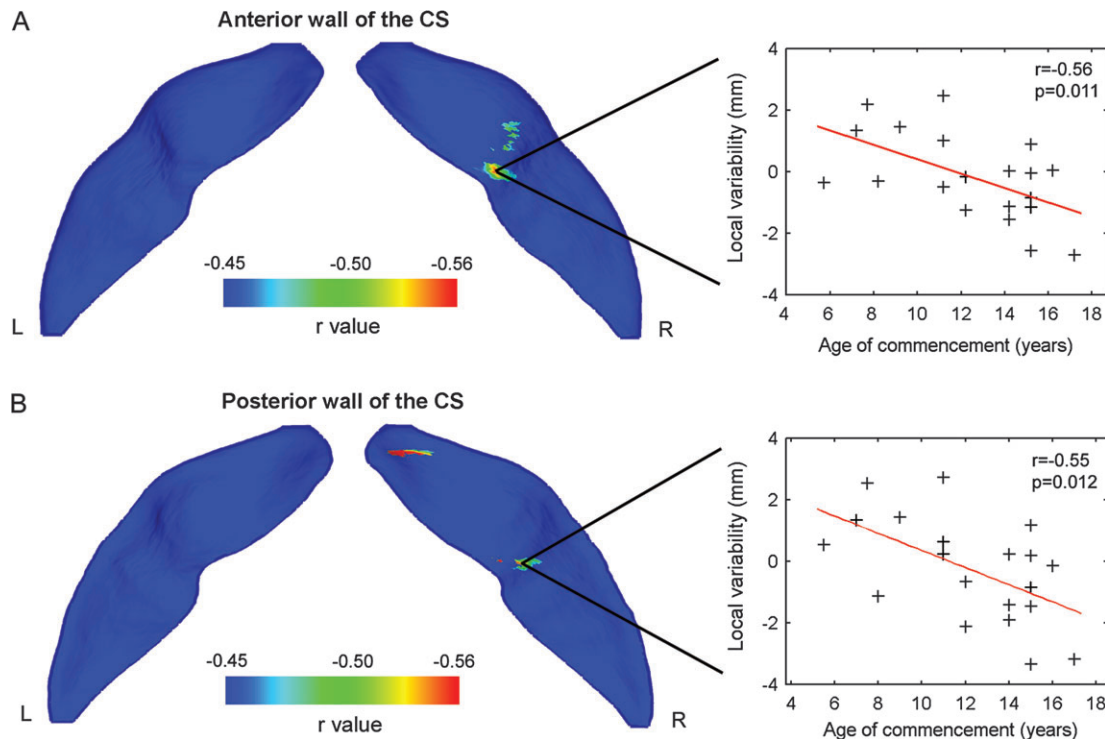 A
Anterior wall of the CS
-0.45 -0.50 -0.56
r value
L
R
4
2
0
-2
-4
Local variability (mm)
r=-0.56
p=0.011
4 6 8 10 12 14 16 18
Age of commencement (years)
B
Posterior wall of the CS
-0.45 -0.50 -0.56
r value
L
R
4
2
0
-2
-4
Local variability (mm)
r=-0.55
p=0.012
4 6 8 10 12 14 16 18
Age of commencement (years)